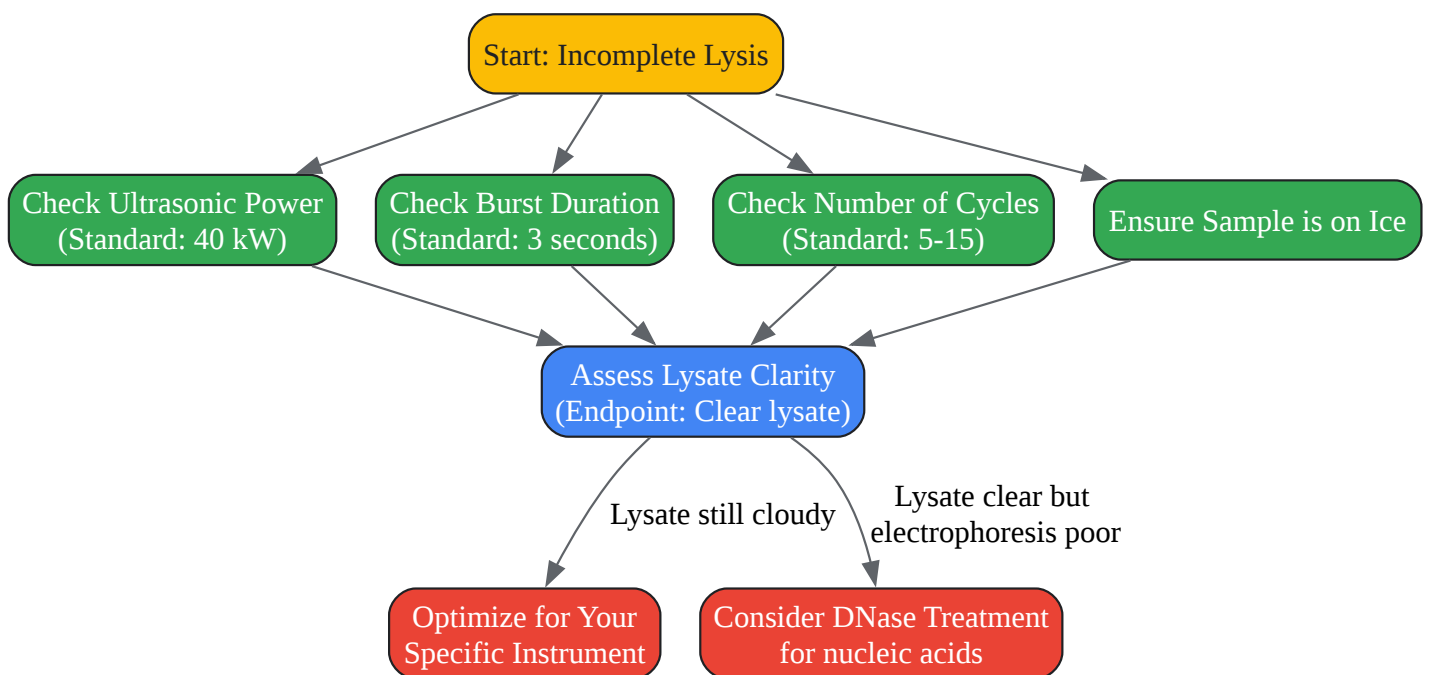 Start: Incomplete Lysis
Check Ultrasonic Power
(Standard: 40 kW)
Check Burst Duration
(Standard: 3 seconds)
Check Number of Cycles
(Standard: 5-15)
Ensure Sample is on Ice
Assess Lysate Clarity
(Endpoint: Clear lysate)
Lysate still cloudy
Lysate clear but
electrophoresis poor
Optimize for Your
Specific Instrument
Consider DNase Treatment
for nucleic acids